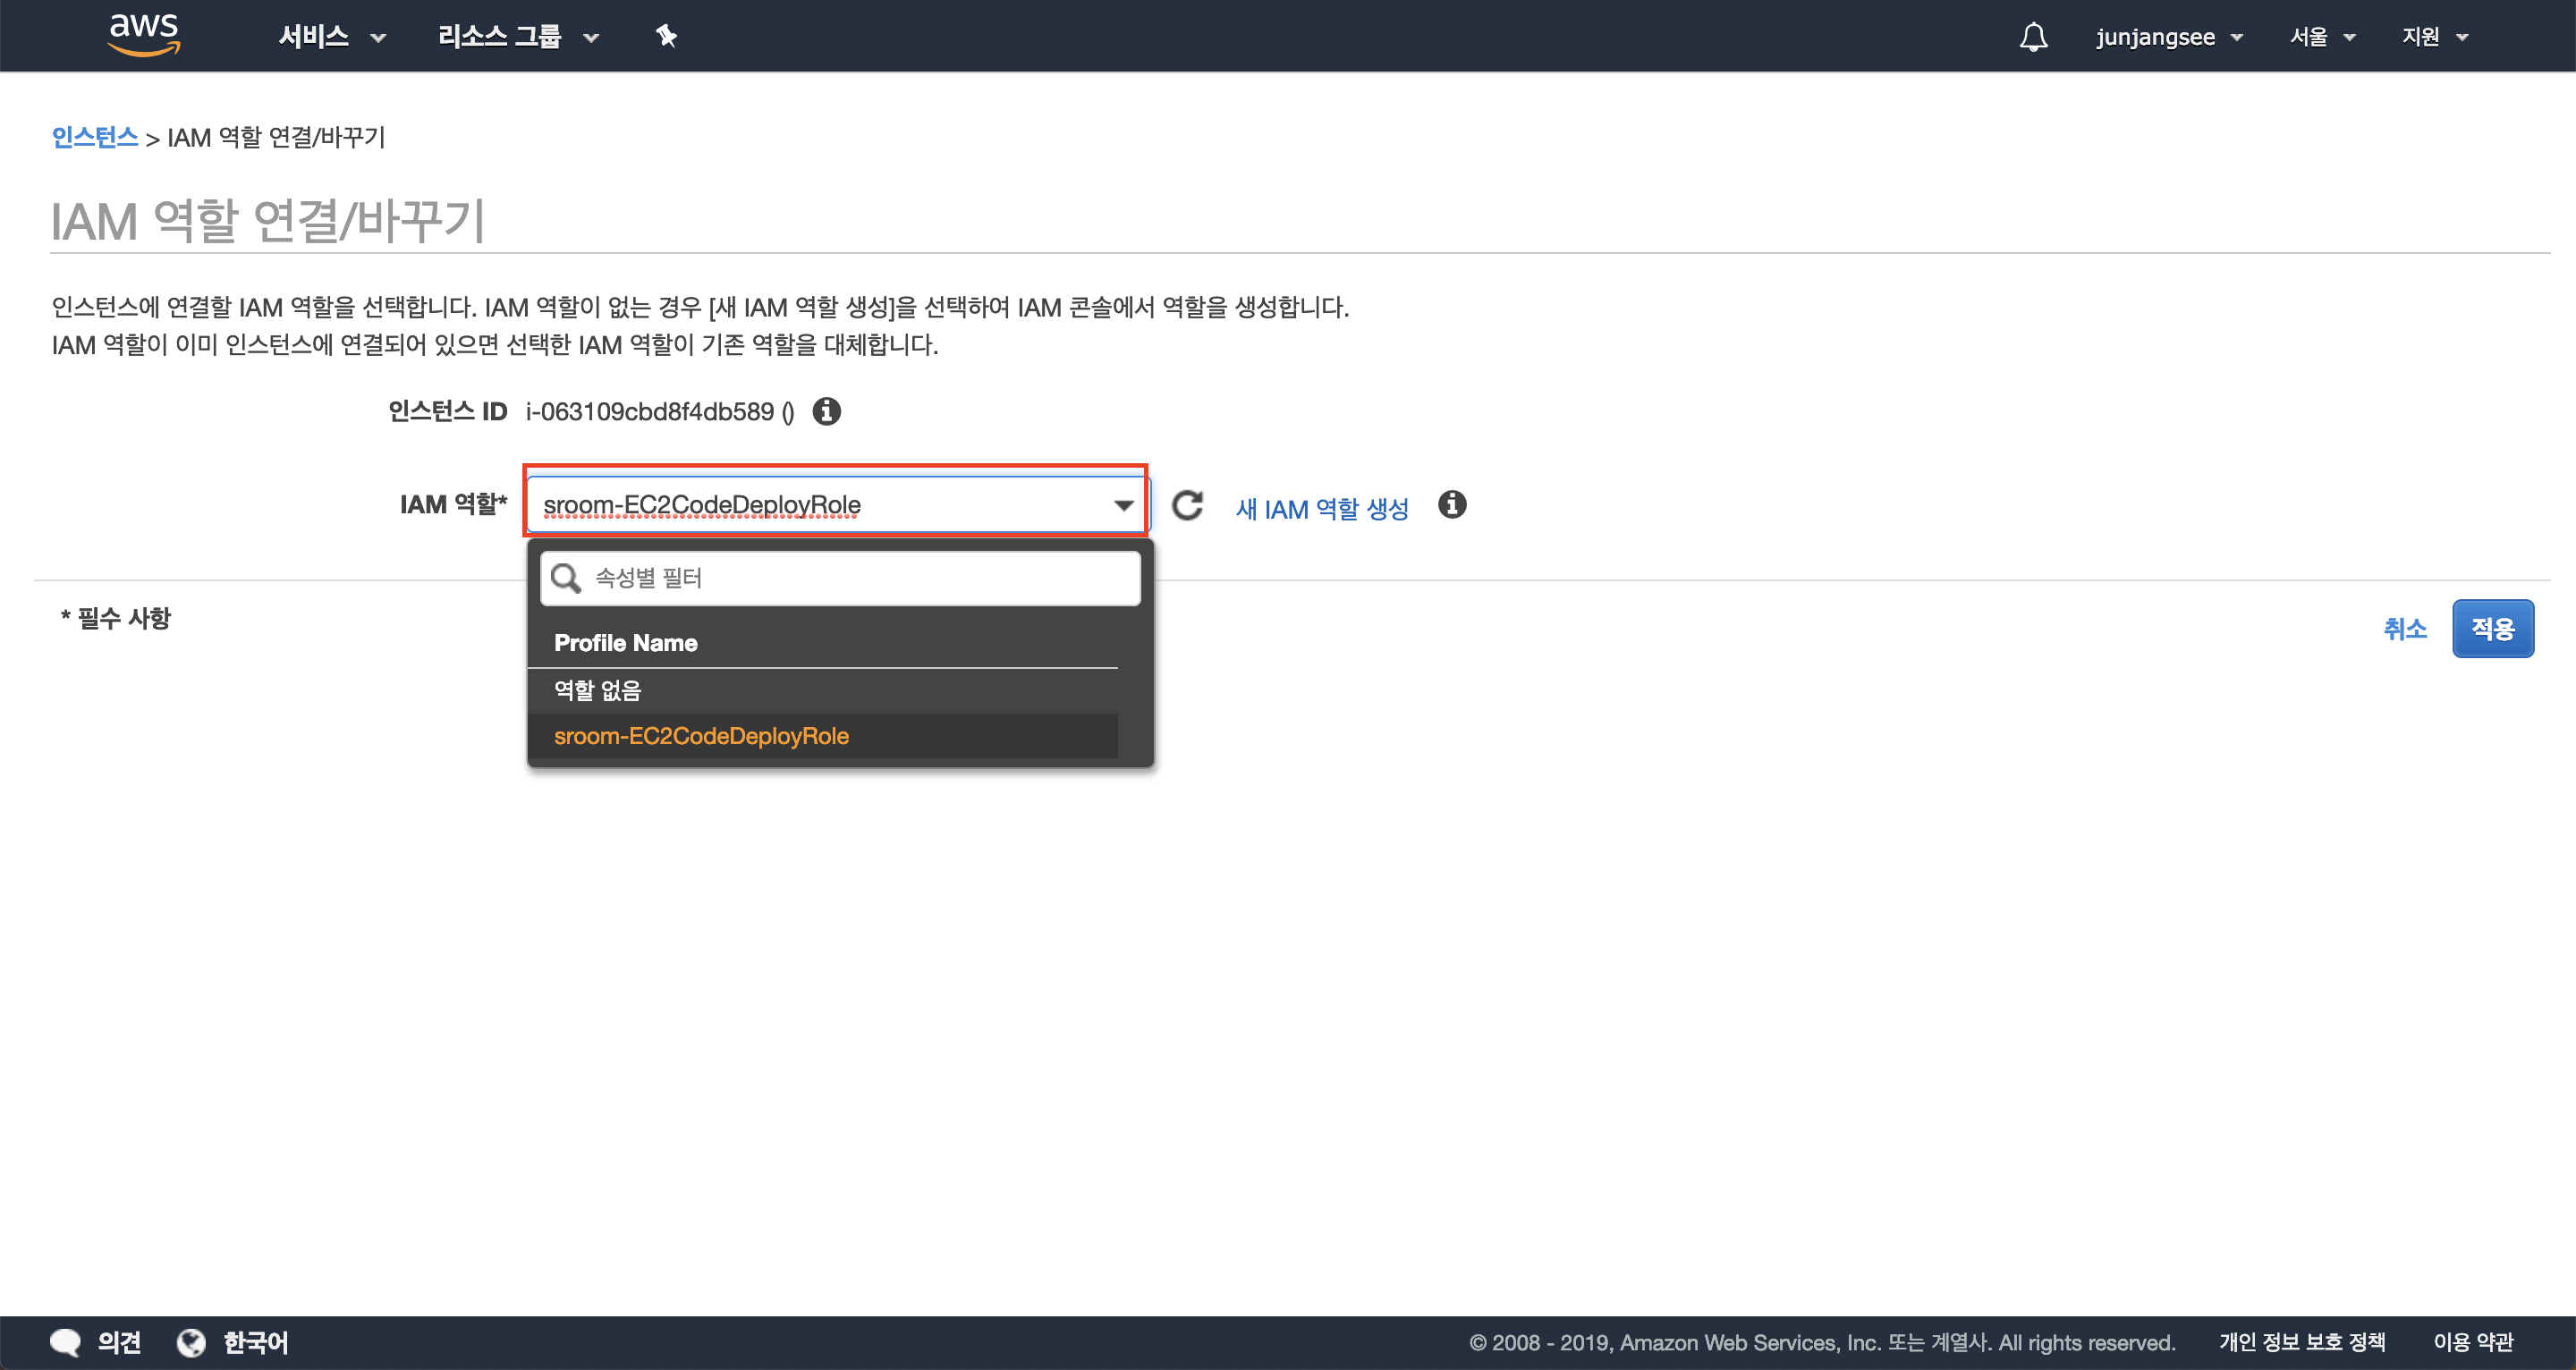 aws 서비스 리소스 그룹 junjangsee 서울 지원
인스턴스 > IAM 역할 연결/바꾸기
IAM 역할 연결/바꾸기
인스턴스에 연결할 IAM 역할을 선택합니다. IAM 역할이 없는 경우 [새 IAM 역할 생성]을 선택하여 IAM 콘솔에서 역할을 생성합니다.
IAM 역할이 이미 인스턴스에 연결되어 있으면 선택한 IAM 역할이 기존 역할을 대체합니다.
인스턴스 ID i-063109cbd8f4db589 ()
IAM 역할* sroom-EC2CodeDeployRole 새 IAM 역할 생성
속성별 필터
Profile Name
역할 없음
sroom-EC2CodeDeployRole
* 필수 사항
취소 적용
의견 한국어 © 2008 - 2019, Amazon Web Services, Inc. 또는 계열사. All rights reserved. 개인 정보 보호 정책 이용 약관